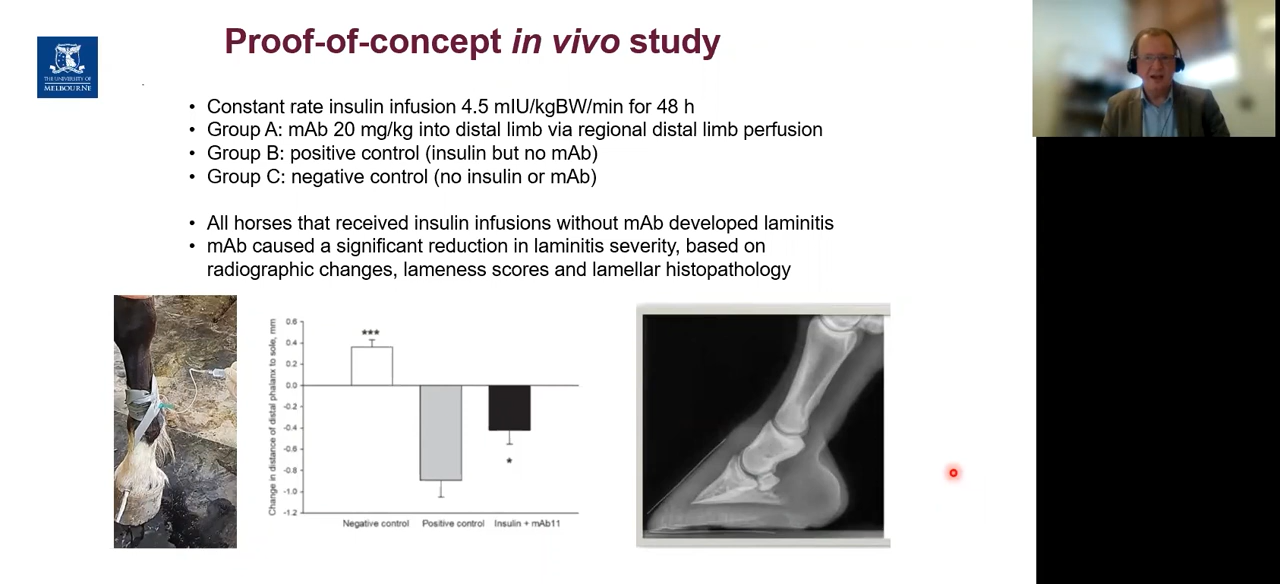 Proof-of-concept in vivo study
THE UNIVERSITY OF
MELBOURNE
• Constant rate insulin infusion 4.5 mIU/kgBW/min for 48 h
• Group A: mAb 20 mg/kg into distal limb via regional distal limb perfusion
• Group B: positive control (insulin but no mAb)
• Group C: negative control (no insulin or mAb)
• All horses that received insulin infusions without mAb developed laminitis
• mAb caused a significant reduction in laminitis severity, based on
radiographic changes, lameness scores and lamellar histopathology
Change in distance of distal phalanx to sole, mm
0.6
0.4
0.2
0.0
-0.2
-0.4
-0.6
-0.8
-1.0
-1.2
***
*
Negative control
Positive control
Insulin + mAb11